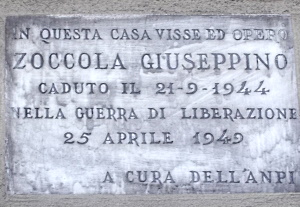 IN QUESTA CASA VISSE ED OPERÒ
ZOCCOLA GIUSEPPINO
CADUTO IL 21-9-1944
NELLA GUERRA DI LIBERAZIONE
25 APRILE 1949
A CURA DELL'ANPI